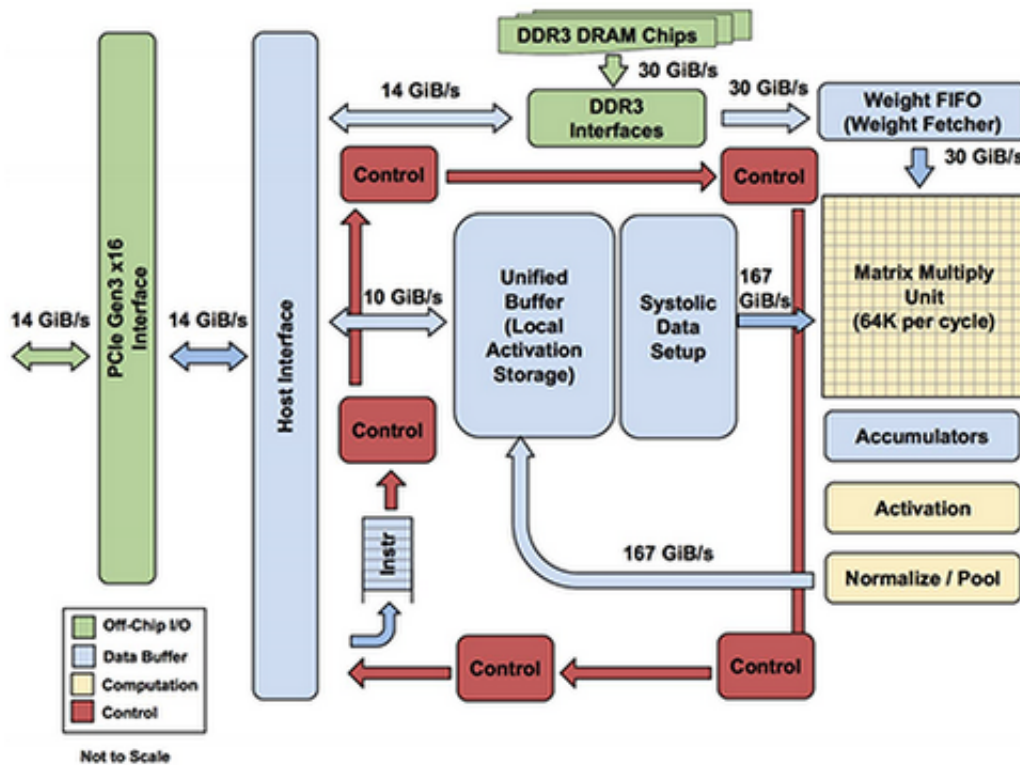 DDR3 DRAM Chips
30 GiB/s
14 GiB/s
DDR3
Interfaces
30 GiB/s
Weight FIFO
(Weight Fetcher)
30 GiB/s
Control
Control
PCIe Gen3 x16
Interface
Host Interface
14 GiB/s
14 GiB/s
10 GiB/s
Unified
Buffer
(Local
Activation
Storage)
Systolic
Data
Setup
167
GiB/s
Matrix Multiply
Unit
(64K per cycle)
Control
Accumulators
Activation
Instr
167 GiB/s
Normalize / Pool
Control
Control
Off-Chip I/O
Data Buffer
Computation
Control
Not to Scale